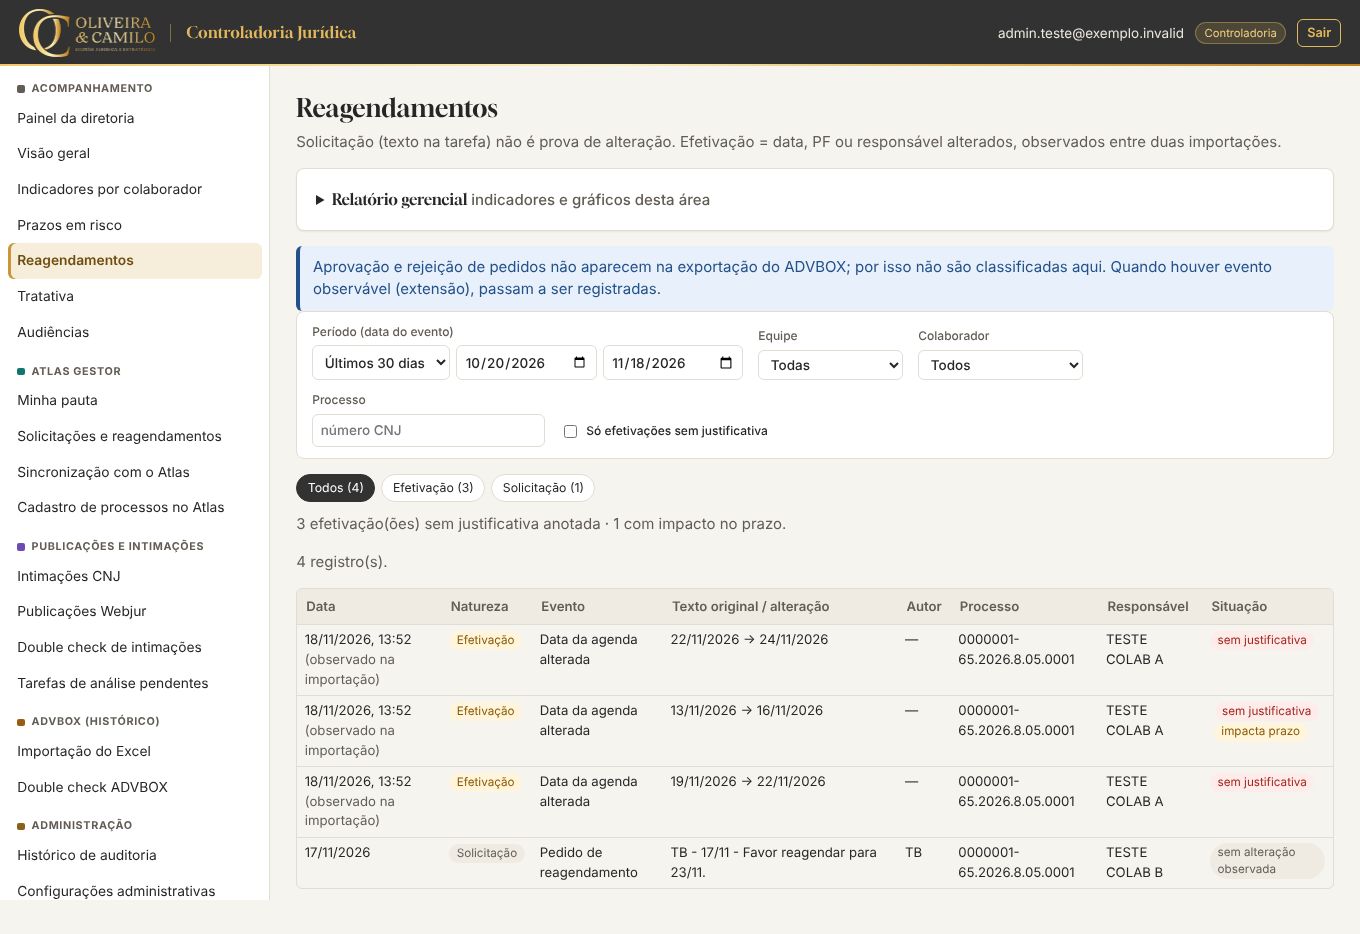 OLIVEIRA
& CAMILO
Controladoria Jurídica
admin.teste@exemplo.invalid
Controladoria
Sair
ACOMPANHAMENTO
Painel da diretoria
Visão geral
Indicadores por colaborador
Prazos em risco
Reagendamentos
Tratativa
Audiências
ATLAS GESTOR
Minha pauta
Solicitações e reagendamentos
Sincronização com o Atlas
Cadastro de processos no Atlas
PUBLICAÇÕES E INTIMAÇÕES
Intimações CNJ
Publicações Webjur
Double check de intimações
Tarefas de análise pendentes
ADVBOX (HISTÓRICO)
Importação do Excel
Double check ADVBOX
ADMINISTRAÇÃO
Histórico de auditoria
Configurações administrativas
Reagendamentos
Solicitação (texto na tarefa) não é prova de alteração. Efetivação = data, PF ou responsável alterados, observados entre duas importações.
Relatório gerencial indicadores e gráficos desta área
Aprovação e rejeição de pedidos não aparecem na exportação do ADVBOX; por isso não são classificadas aqui. Quando houver evento
observável (extensão), passam a ser registradas.
Período (data do evento)
Equipe
Colaborador
Últimos 30 dias
10/20/2026
11/18/2026
Todas
Todos
Processo
número CNJ
Só efetivações sem justificativa
Todos (4)
Efetivação (3)
Solicitação (1)
3 efetivação(ões) sem justificativa anotada · 1 com impacto no prazo.
4 registro(s).
Data Natureza Evento Texto original / alteração Autor Processo Responsável Situação
18/11/2026, 13:52 Efetivação Data da agenda 22/11/2026 → 24/11/2026 — 0000001- TESTE sem justificativa
(observado na alterada 65.2026.8.05.0001 COLAB A
importação)
18/11/2026, 13:52 Efetivação Data da agenda 13/11/2026 → 16/11/2026 — 0000001- TESTE sem justificativa
(observado na alterada 65.2026.8.05.0001 COLAB A impacta prazo
importação)
18/11/2026, 13:52 Efetivação Data da agenda 19/11/2026 → 22/11/2026 — 0000001- TESTE sem justificativa
(observado na alterada 65.2026.8.05.0001 COLAB A
importação)
17/11/2026 Solicitação Pedido de TB - 17/11 - Favor reagendar para TB 0000001- TESTE sem alteração
reagendamento 23/11. 65.2026.8.05.0001 COLAB B observada